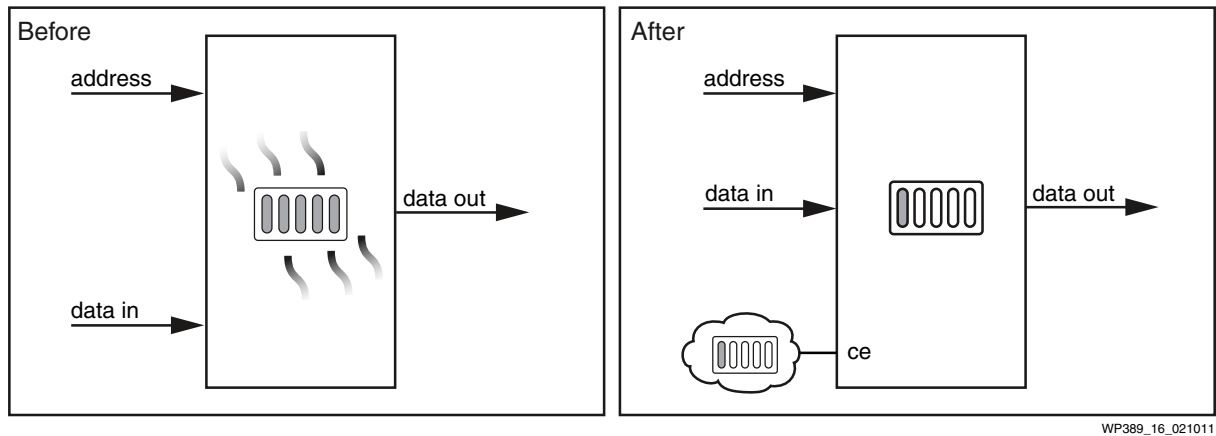 Before
address
data in
data out
After
address
data in
data out
ce
WP389_16_021011